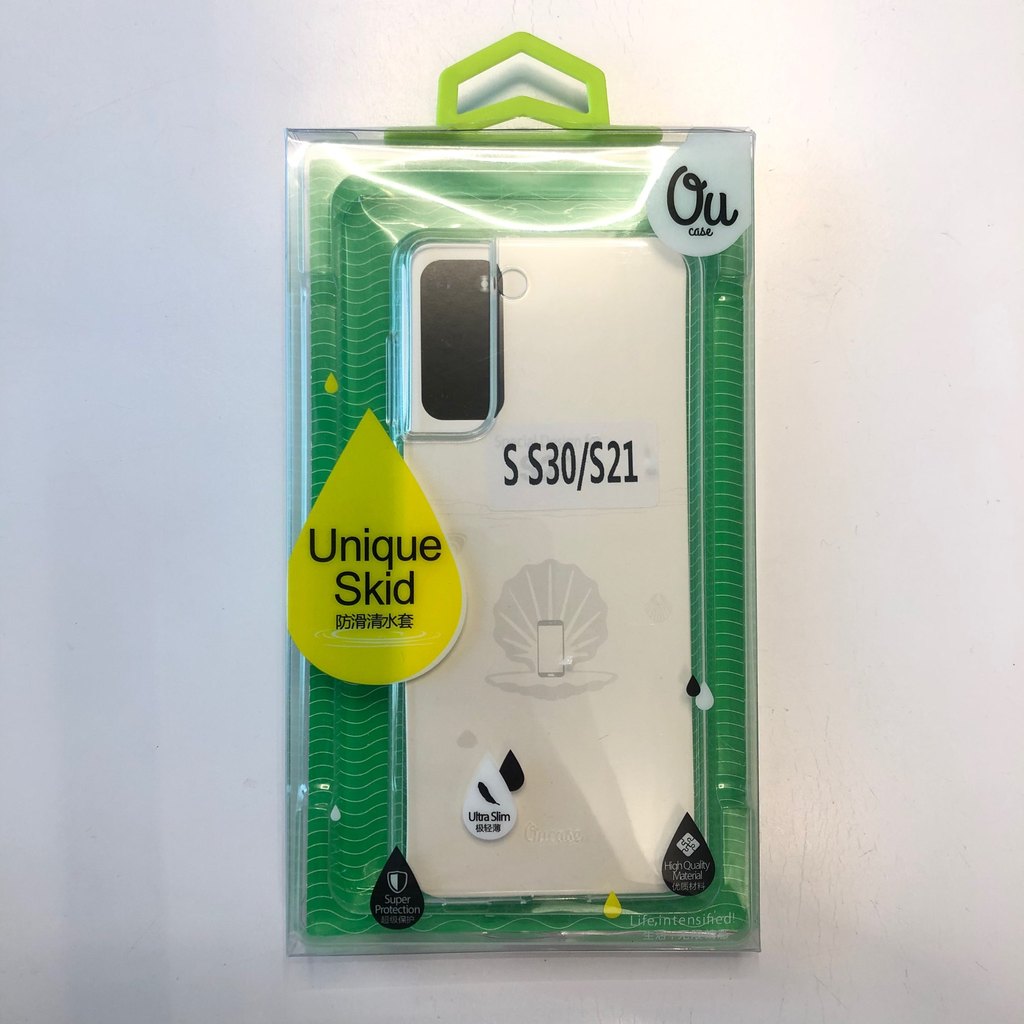 Ou
case
S S30/S21
Unique
Skid
防滑清水套
Ultra Slim
极轻薄
Oucase
High Quality
Material
优质材料
Super
Protection
超级保护
Life,intensified!